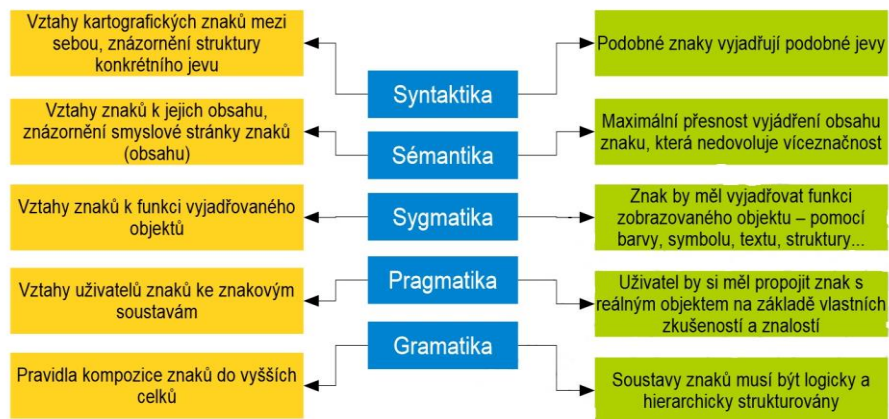 Vztahy kartografických znaků mezi
sebou, znázornění struktury
konkrétního jevu
Syntaktika
Podobné znaky vyjadřují podobné jevy
Vztahy znaků k jejich obsahu,
znázornění smyslové stránky znaků
(obsahu)
Sémantika
Maximální přesnost vyjádření obsahu
znaku, která nedovoluje víceznačnost
Vztahy znaků k funkci vyjadřovaného
objektů
Sygmatika
Znak by měl vyjadřovat funkci
zobrazovaného objektu – pomocí
barvy, symbolu, textu, struktury...
Vztahy uživatelů znaků ke znakovým
soustavám
Pragmatika
Uživatel by si měl propojit znak s
reálným objektem na základě vlastních
zkušeností a znalostí
Pravidla kompozice znaků do vyšších
celků
Gramatika
Soustavy znaků musí být logicky a
hierarchicky strukturovány